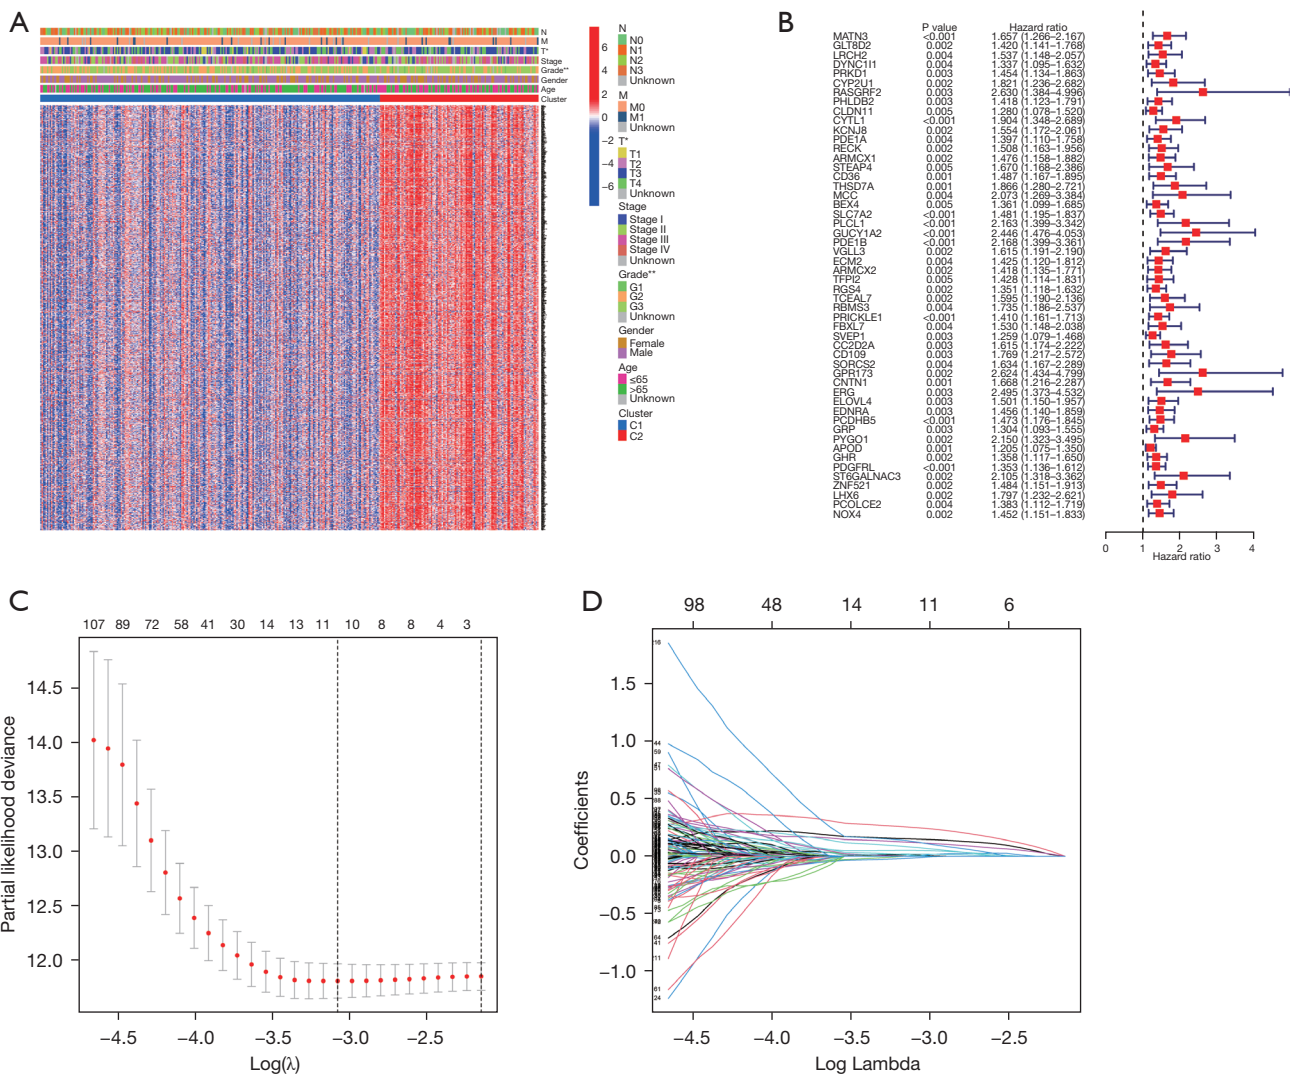 A
N
M
T*
Stage
Grade**
Gender
Age
Cluster
6
4
2
0
−2
−4
−6
N
N0
N1
N2
N3
Unknown
M
M0
M1
Unknown
T*
T1
T2
T3
T4
Unknown
Stage
Stage I
Stage II
Stage III
Stage IV
Unknown
Grade**
G1
G2
G3
Unknown
Gender
Female
Male
Age
≤65
>65
Unknown
Cluster
C1
C2
B
P value Hazard ratio
MATN3 <0.001 1.657 (1.266−2.167)
GLT8D2 0.002 1.420 (1.141−1.768)
LRCH2 0.004 1.537 (1.148−2.057)
DYNC1I1 0.004 1.337 (1.095−1.632)
PRKD1 0.003 1.454 (1.134−1.863)
CYP2U1 0.002 1.821 (1.236−2.682)
RASGRF2 0.003 2.630 (1.384−4.996)
PHLDB2 0.003 1.418 (1.123−1.791)
CLDN11 0.005 1.280 (1.078−1.520)
CYTL1 <0.001 1.904 (1.348−2.689)
KCNJ8 0.002 1.554 (1.172−2.061)
PDE1A 0.004 1.397 (1.110−1.758)
RECK 0.002 1.508 (1.163−1.956)
ARMCX1 0.002 1.476 (1.158−1.882)
STEAP4 0.005 1.670 (1.168−2.386)
CD36 0.001 1.487 (1.167−1.895)
THSD7A 0.001 1.866 (1.280−2.721)
MCC 0.004 2.073 (1.269−3.384)
BEX4 0.005 1.361 (1.099−1.685)
SLC7A2 <0.001 1.481 (1.195−1.837)
PLCL1 <0.001 2.163 (1.399−3.342)
GUCY1A2 <0.001 2.446 (1.476−4.053)
PDE1B <0.001 2.168 (1.399−3.361)
VGLL3 0.002 1.615 (1.191−2.190)
ECM2 0.004 1.425 (1.120−1.812)
ARMCX2 0.002 1.418 (1.135−1.771)
TFPI2 0.005 1.428 (1.114−1.831)
RGS4 0.002 1.351 (1.118−1.632)
TCEAL7 0.002 1.595 (1.190−2.136)
RBMS3 0.004 1.735 (1.186−2.537)
PRICKLE1 <0.001 1.410 (1.161−1.713)
FBXL7 0.004 1.530 (1.148−2.038)
SVEP1 0.003 1.259 (1.079−1.468)
CC2D2A 0.003 1.615 (1.174−2.222)
CD109 0.003 1.769 (1.217−2.572)
SORCS2 0.004 1.634 (1.167−2.289)
GPR173 0.002 2.624 (1.434−4.799)
CNTN1 0.001 1.668 (1.216−2.287)
ERG 0.003 2.495 (1.373−4.532)
ELOVL4 0.003 1.501 (1.150−1.957)
EDNRA 0.003 1.456 (1.140−1.859)
PCDHB5 <0.001 1.473 (1.176−1.845)
GRP 0.003 1.304 (1.093−1.555)
PYGO1 0.002 2.150 (1.323−3.495)
APOD 0.001 1.205 (1.075−1.350)
GHR 0.002 1.358 (1.117−1.650)
PDGFRL <0.001 1.353 (1.136−1.612)
ST6GALNAC3 0.002 2.105 (1.318−3.362)
ZNF521 0.002 1.484 (1.151−1.913)
LHX6 0.002 1.797 (1.232−2.621)
PCOLCE2 0.004 1.383 (1.112−1.719)
NOX4 0.002 1.452 (1.151−1.833)
0 1 2 3 4
Hazard ratio
C
107 89 72 58 41 30 14 13 11 10 8 8 4 3
14.5
14.0
13.5
13.0
12.5
12.0
Partial likelihood deviance
−4.5 −4.0 −3.5 −3.0 −2.5
Log(λ)
D
98 48 14 11 6
1.5
1.0
0.5
0.0
−0.5
−1.0
Coefficients
−4.5 −4.0 −3.5 −3.0 −2.5
Log Lambda